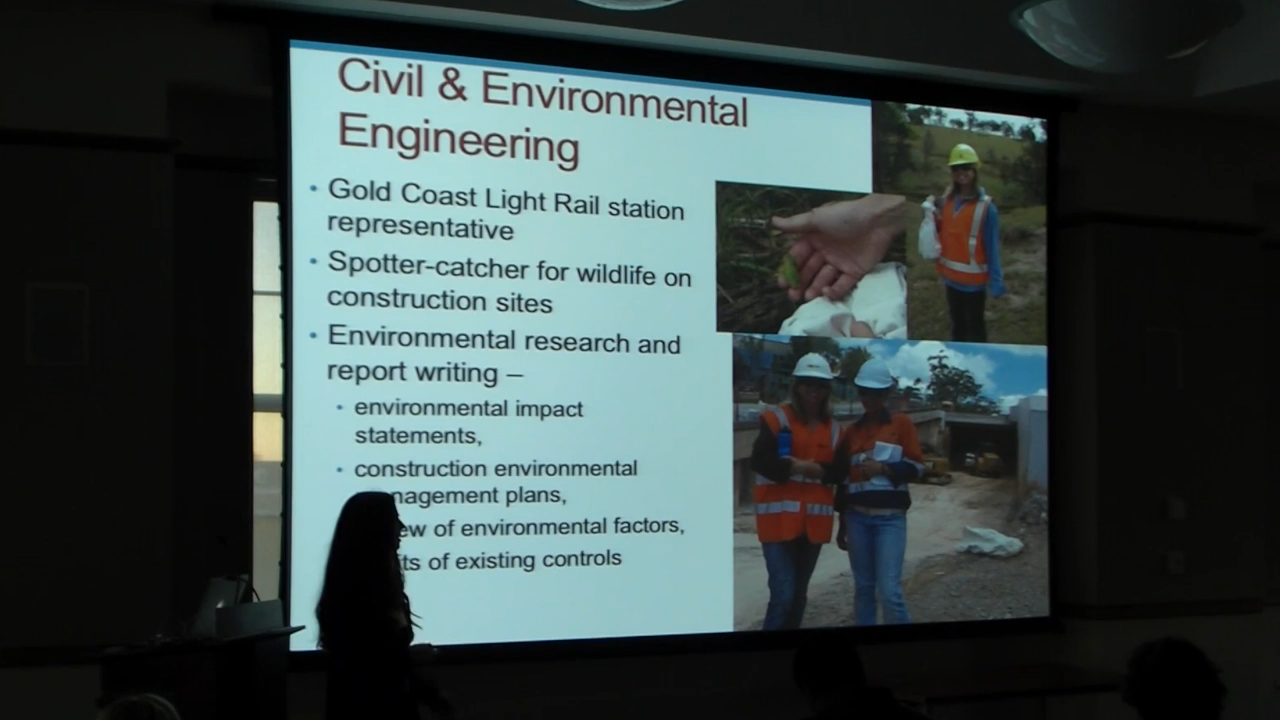 Civil & Environmental
Engineering
• Gold Coast Light Rail station
representative
• Spotter-catcher for wildlife on
construction sites
• Environmental research and
report writing –
• environmental impact
statements,
• construction environmental
nagement plans,
ew of environmental factors,
ts of existing controls